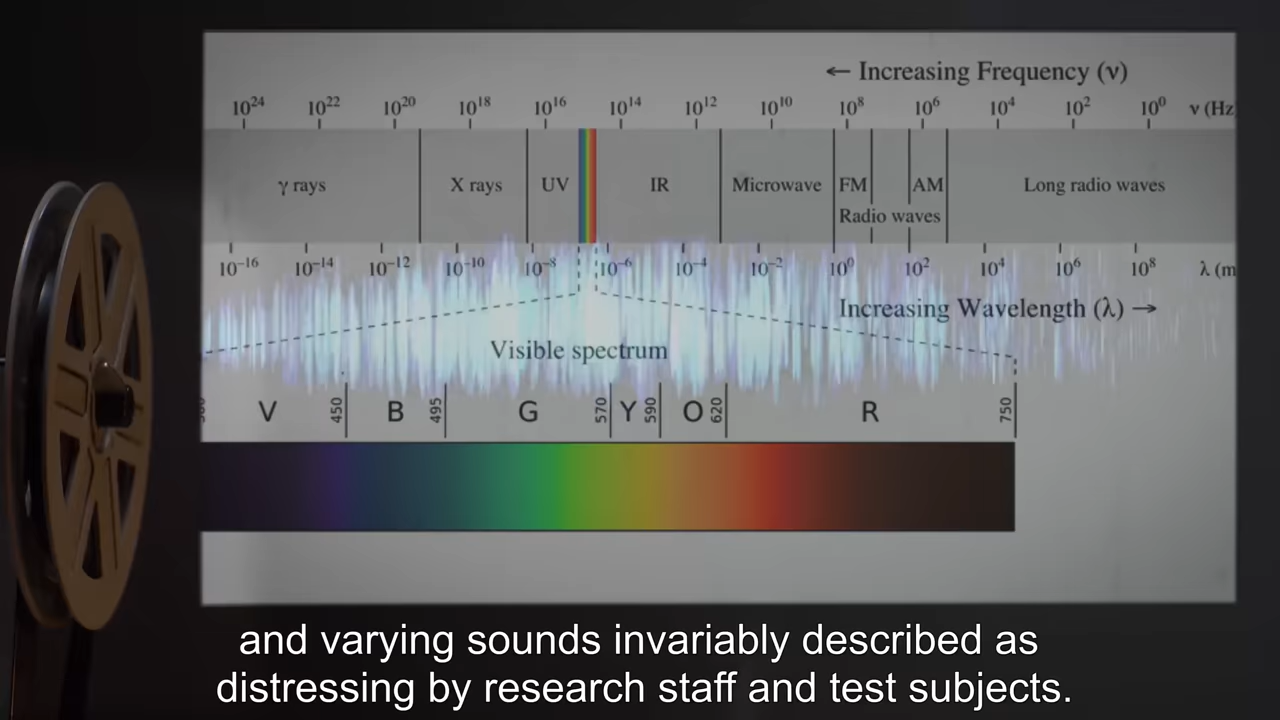 ← Increasing Frequency (ν)
10²⁴ 10²² 10²⁰ 10¹⁸ 10¹⁶ 10¹⁴ 10¹² 10¹⁰ 10⁸ 10⁶ 10⁴ 10² 10⁰ ν (Hz
γ rays X rays UV IR Microwave FM AM Long radio waves
Radio waves
10⁻¹⁶ 10⁻¹⁴ 10⁻¹² 10⁻¹⁰ 10⁻⁸ 10⁻⁶ 10⁻⁴ 10⁻² 10⁰ 10² 10⁴ 10⁶ 10⁸ λ (m
Increasing Wavelength (λ) →
Visible spectrum
V 450 B 495 G 570 Y 590 O 620 R 750
and varying sounds invariably described as
distressing by research staff and test subjects.